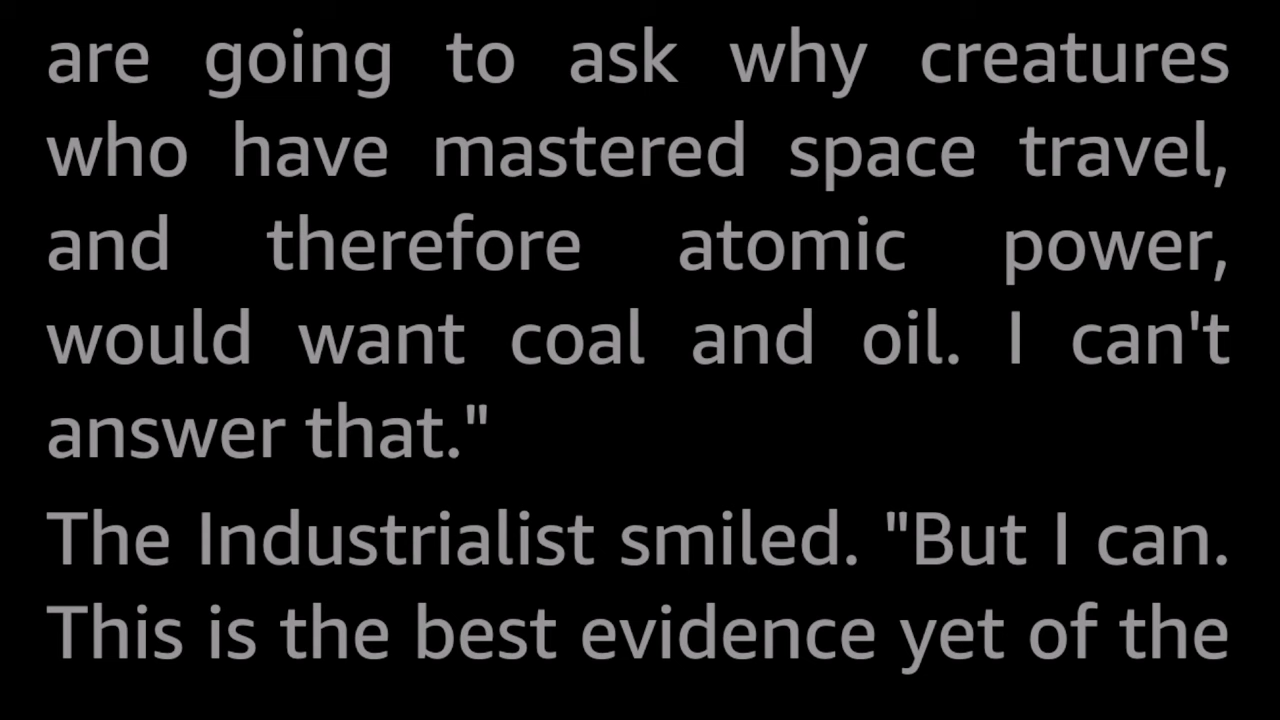 are going to ask why creatures
who have mastered space travel,
and therefore atomic power,
would want coal and oil. I can't
answer that."
The Industrialist smiled. "But I can.
This is the best evidence yet of the